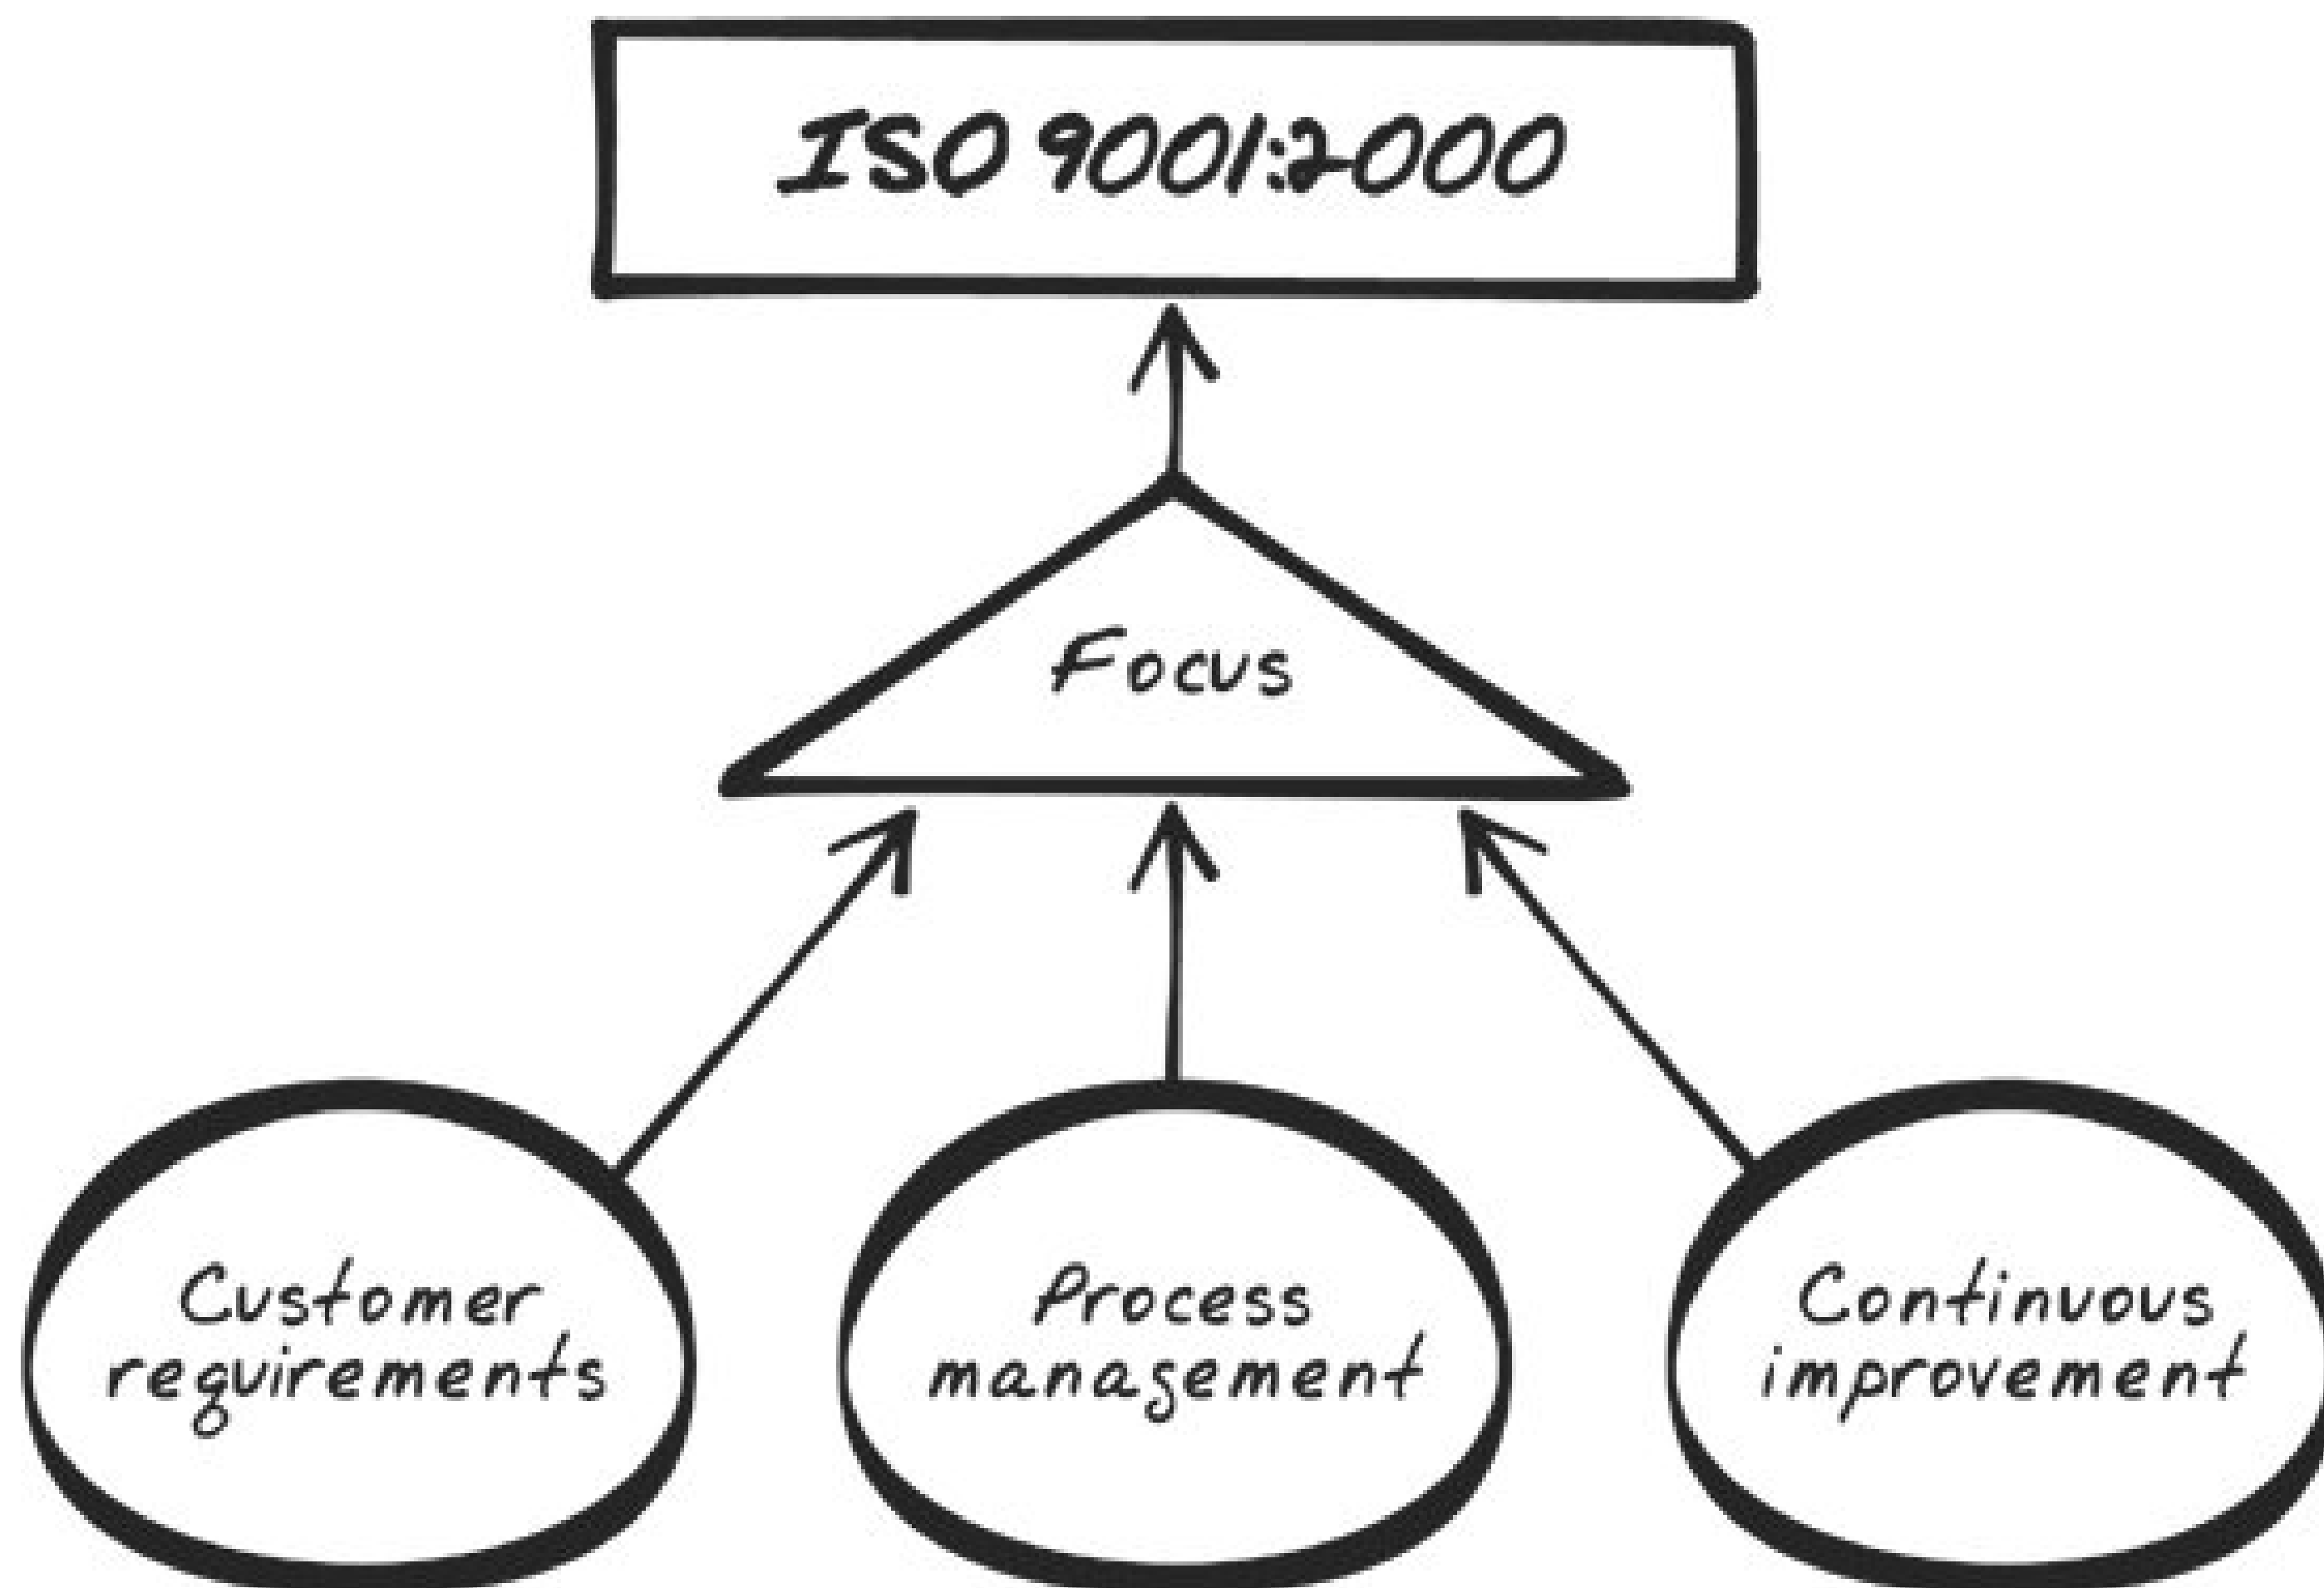 ISO 9001:2000
Focus
Customer
requirements
Process
management
Continuous
improvement